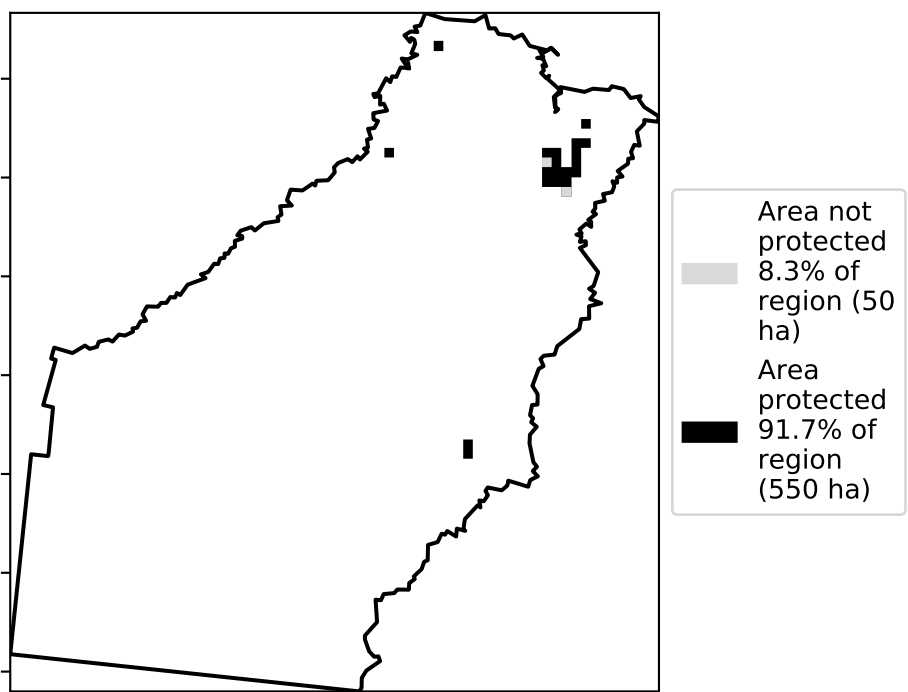 Area not
protected
8.3% of
region (50
ha)
Area
protected
91.7% of
region
(550 ha)